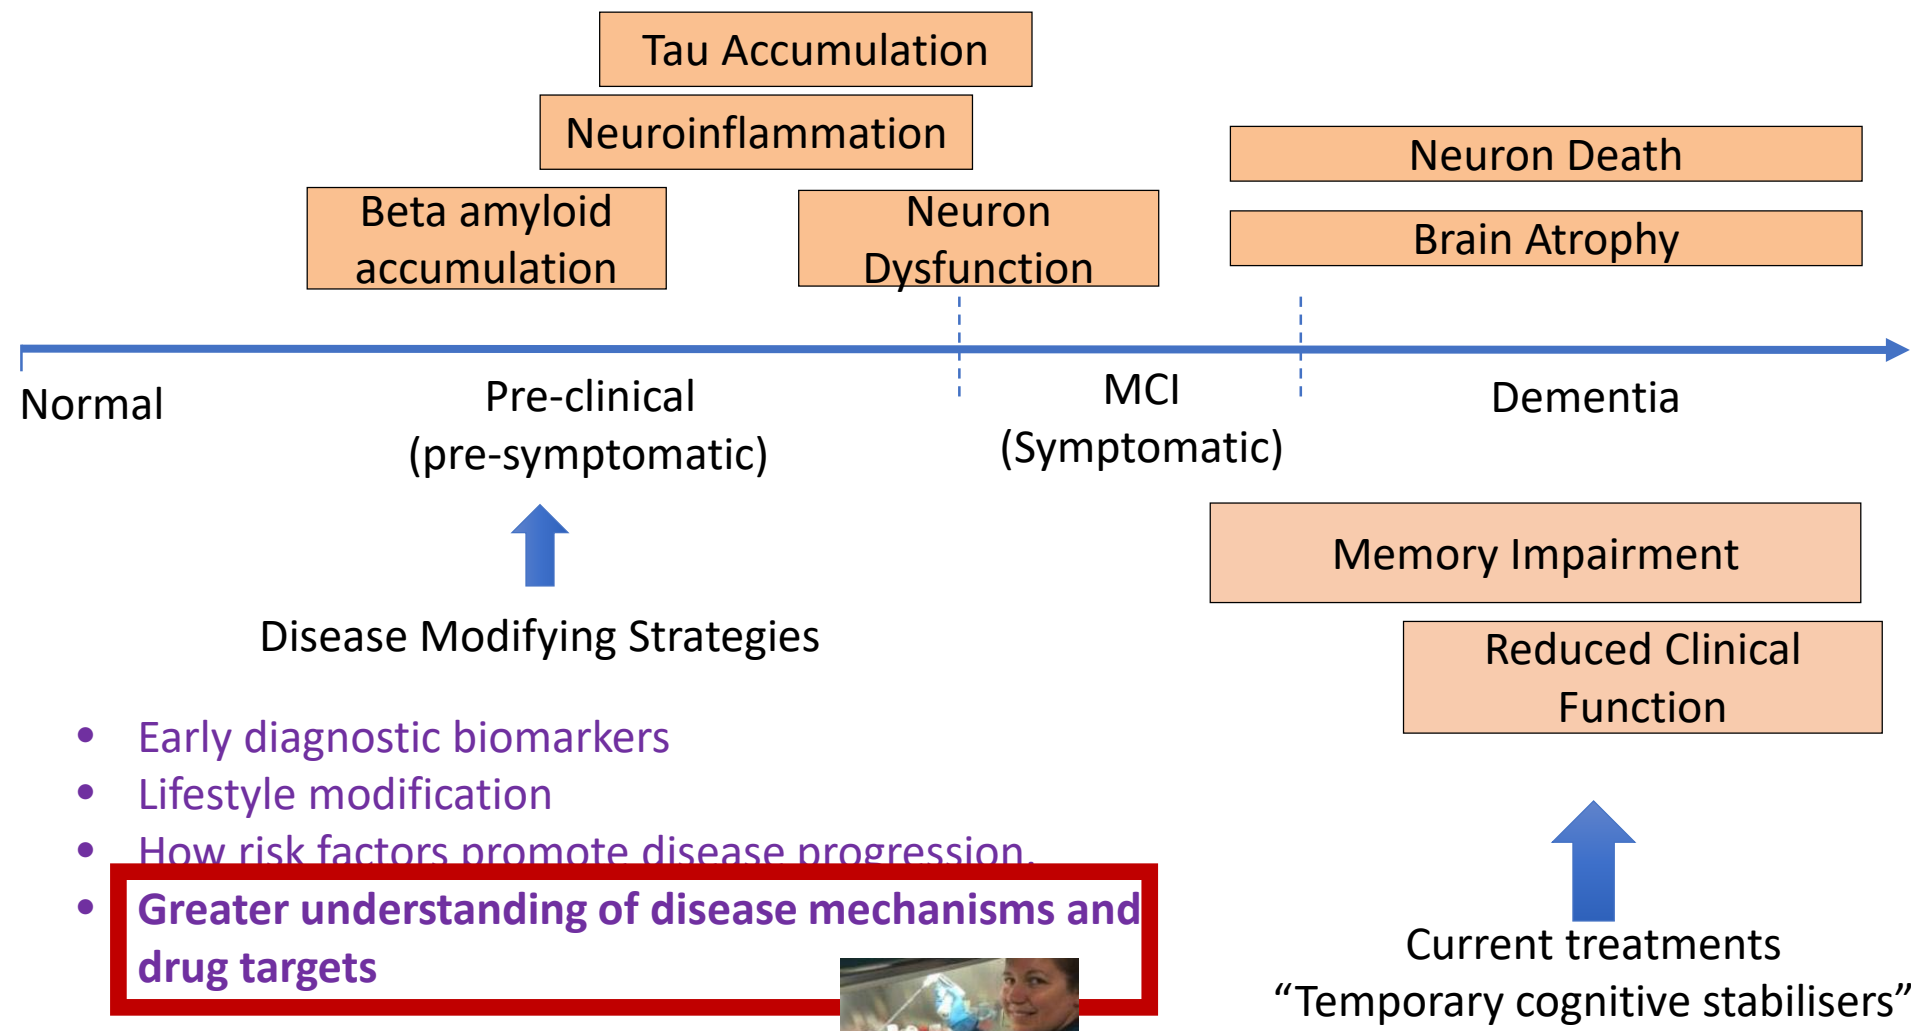 Tau Accumulation
Neuroinflammation
Beta amyloid
accumulation
Neuron
Dysfunction
Neuron Death
Brain Atrophy
Normal
Pre-clinical
(pre-symptomatic)
MCI
(Symptomatic)
Dementia
Memory Impairment
Reduced Clinical
Function
Disease Modifying Strategies
• Early diagnostic biomarkers
• Lifestyle modification
• How risk factors promote disease progression.
• Greater understanding of disease mechanisms and
drug targets
Current treatments
“Temporary cognitive stabilisers”